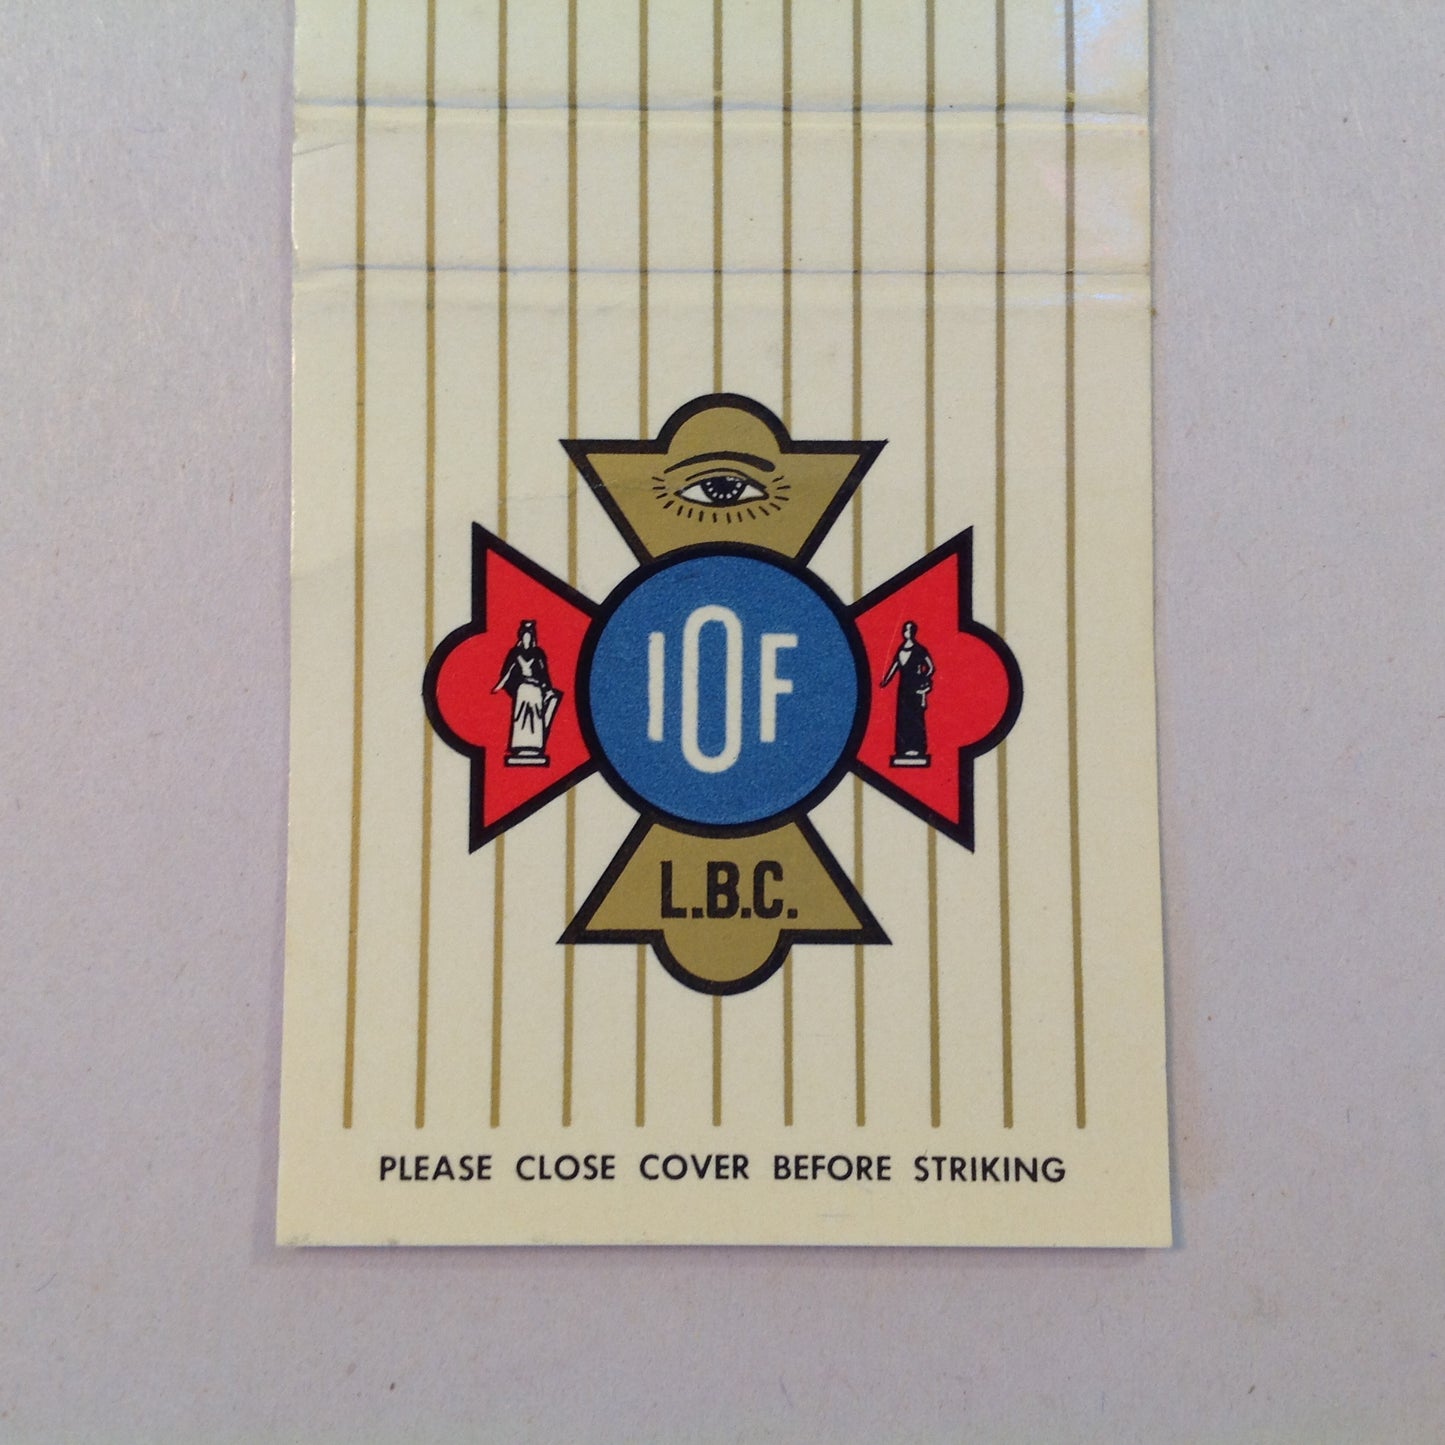 IOF
L.B.C.
PLEASE CLOSE COVER BEFORE STRIKING